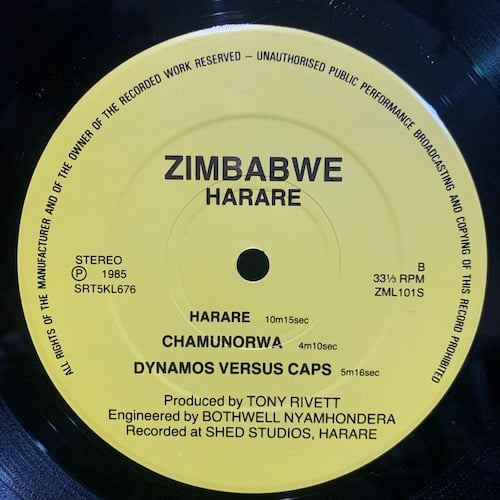 ALL RIGHTS OF THE MANUFACTURER AND OF THE OWNER OF THE RECORDED WORK RESERVED – UNAUTHORISED PUBLIC PERFORMANCE BROADCASTING AND COPYING OF THIS RECORD PROHIBITED
ZIMBABWE
HARARE
STEREO
Ⓟ 1985
SRT5KL676
B
33⅓ RPM
ZML101S
HARARE 10m15sec
CHAMUNORWA 4m10sec
DYNAMOS VERSUS CAPS 5m16sec
Produced by TONY RIVETT
Engineered by BOTHWELL NYAMHONDERA
Recorded at SHED STUDIOS, HARARE